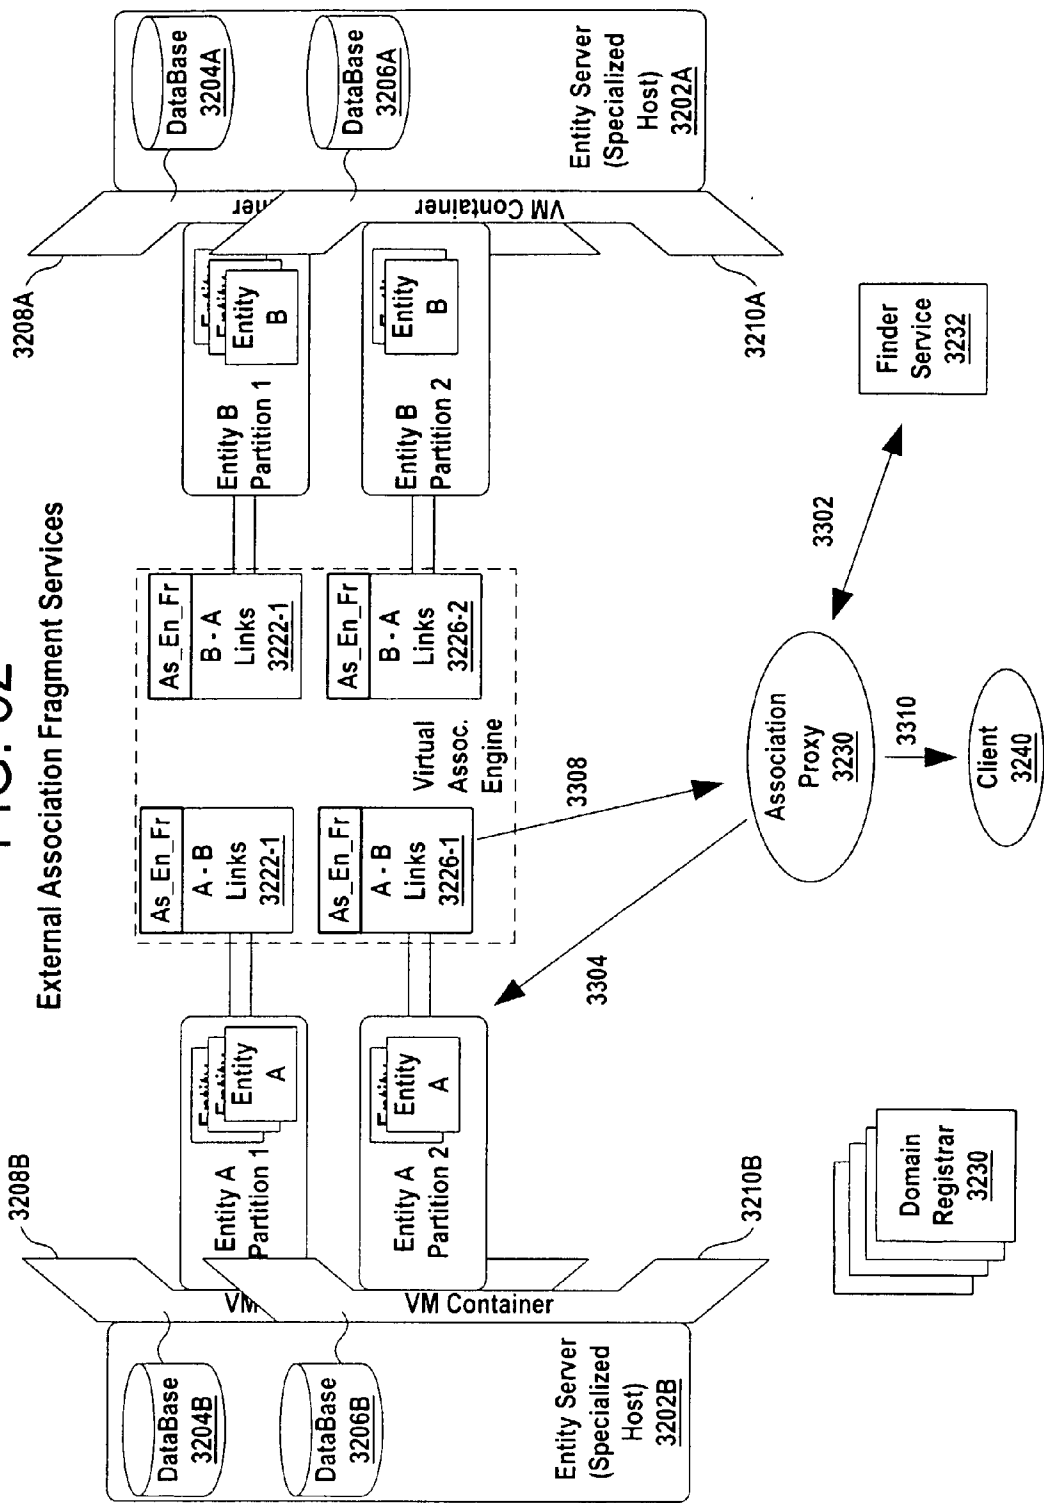 External Association Fragment Services
3208B
3208A
DataBase
3204B
DataBase
3206B
Entity Server
(Specialized
Host)
3202B
VM
VM Container
3210B
Entity A
Partition 1
Entity
A
Entity A
Partition 2
Entity
A
As_En_Fr
A - B
Links
3222-1
As_En_Fr
A - B
Links
3226-1
Virtual
Assoc.
Engine
As_En_Fr
B - A
Links
3222-1
As_En_Fr
B - A
Links
3226-2
Entity B
Partition 1
Entity
B
Entity B
Partition 2
Entity
B
VM Container
3210A
DataBase
3204A
DataBase
3206A
Entity Server
(Specialized
Host)
3202A
3304
3308
3302
Association
Proxy
3230
3310
Client
3240
Finder
Service
3232
Domain
Registrar
3230